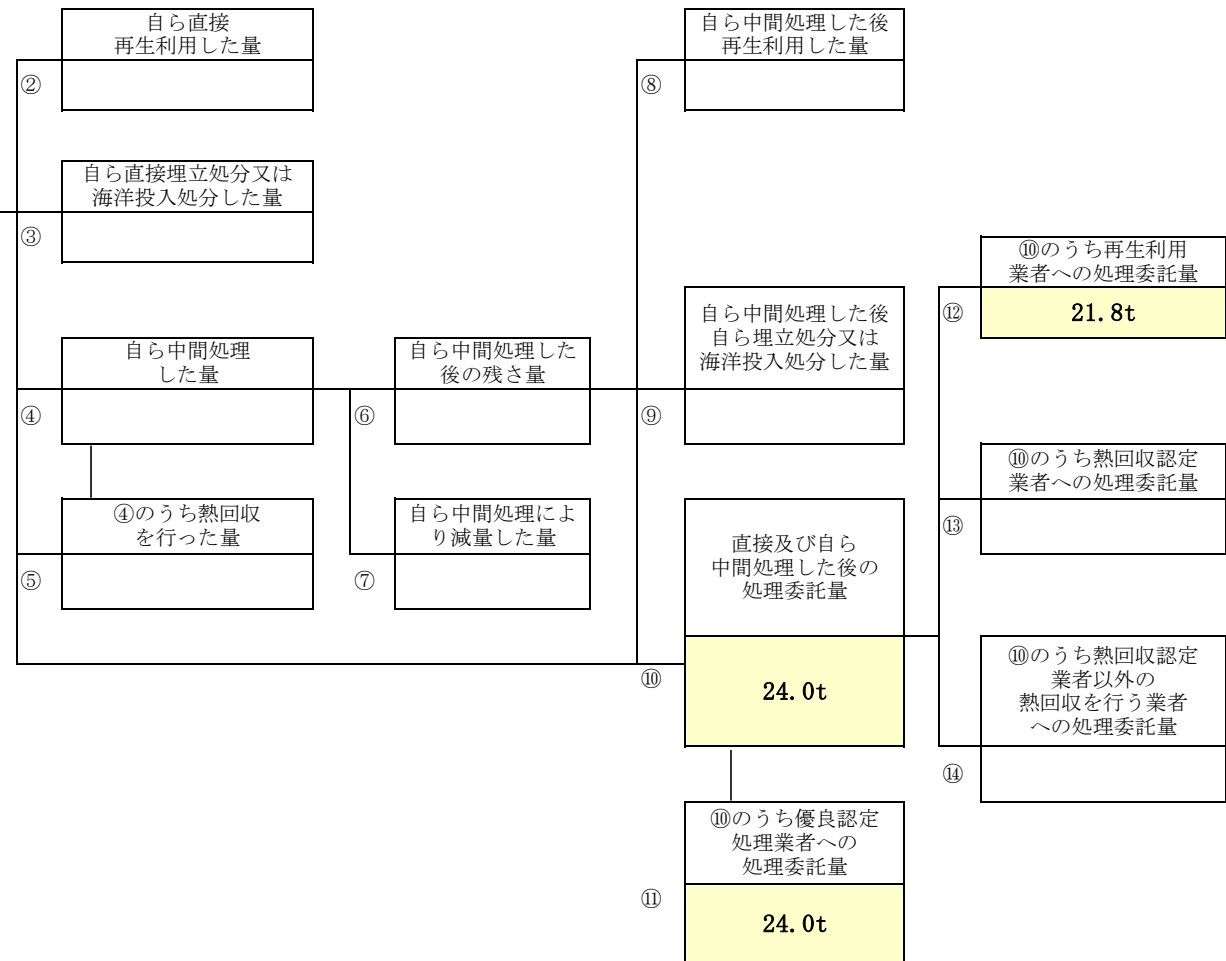 自ら直接
再生利用した量
②
自ら直接埋立処分又は
海洋投入処分した量
③
自ら中間処理
した量
④
④のうち熱回収
を行った量
⑤
自ら中間処理した
後の残さ量
⑥
自ら中間処理によ
り減量した量
⑦
自ら中間処理した後
再生利用した量
⑧
自ら中間処理した後
自ら埋立処分又は
海洋投入処分した量
⑨
直接及び自ら
中間処理した後の
処理委託量
⑩
24.0t
⑩のうち優良認定
処理業者への
処理委託量
⑪
24.0t
⑩のうち再生利用
業者への処理委託量
⑫
21.8t
⑩のうち熱回収認定
業者への処理委託量
⑬
⑩のうち熱回収認定
業者以外の
熱回収を行う業者
への処理委託量
⑭